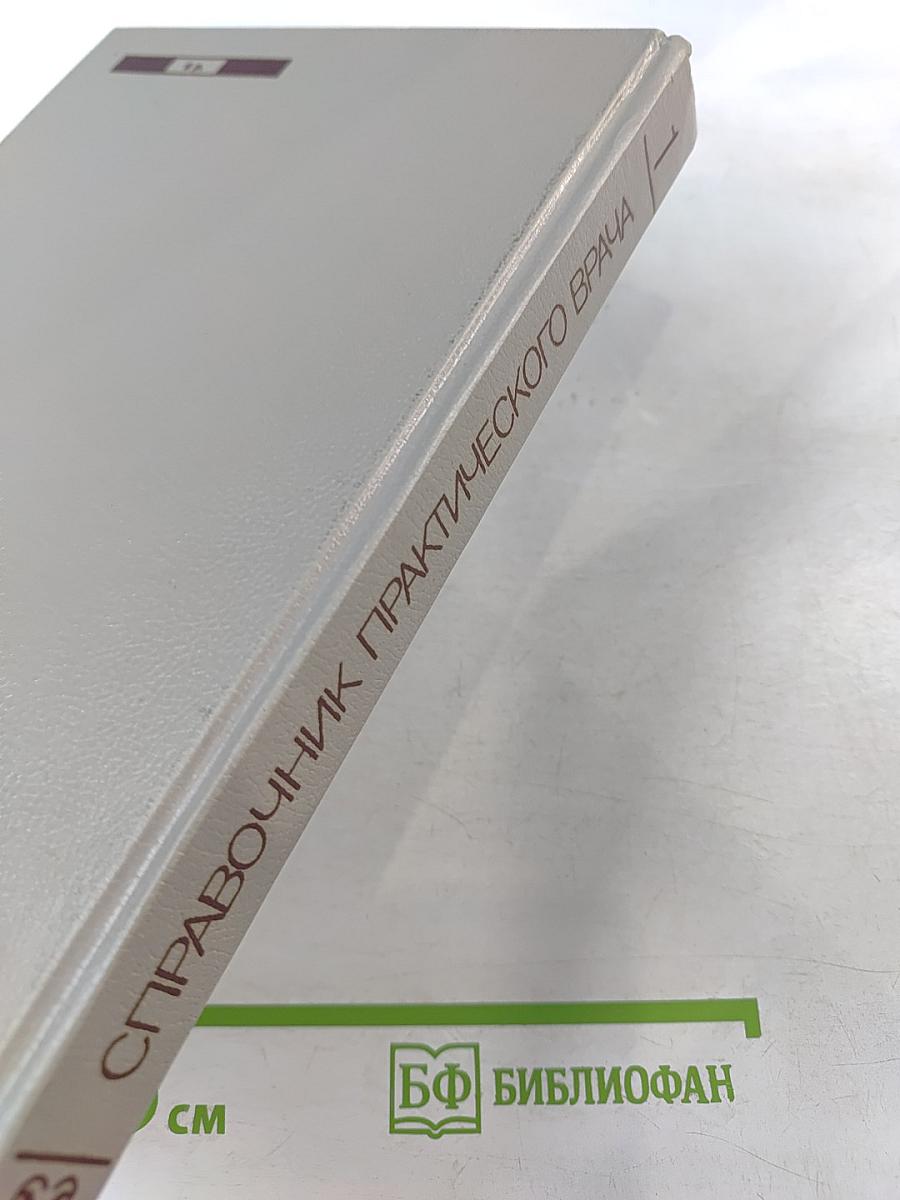 1
СПРАВОЧНИК ПРАКТИЧЕСКОГО ВРАЧА
см
БФ БИБЛИОФАН